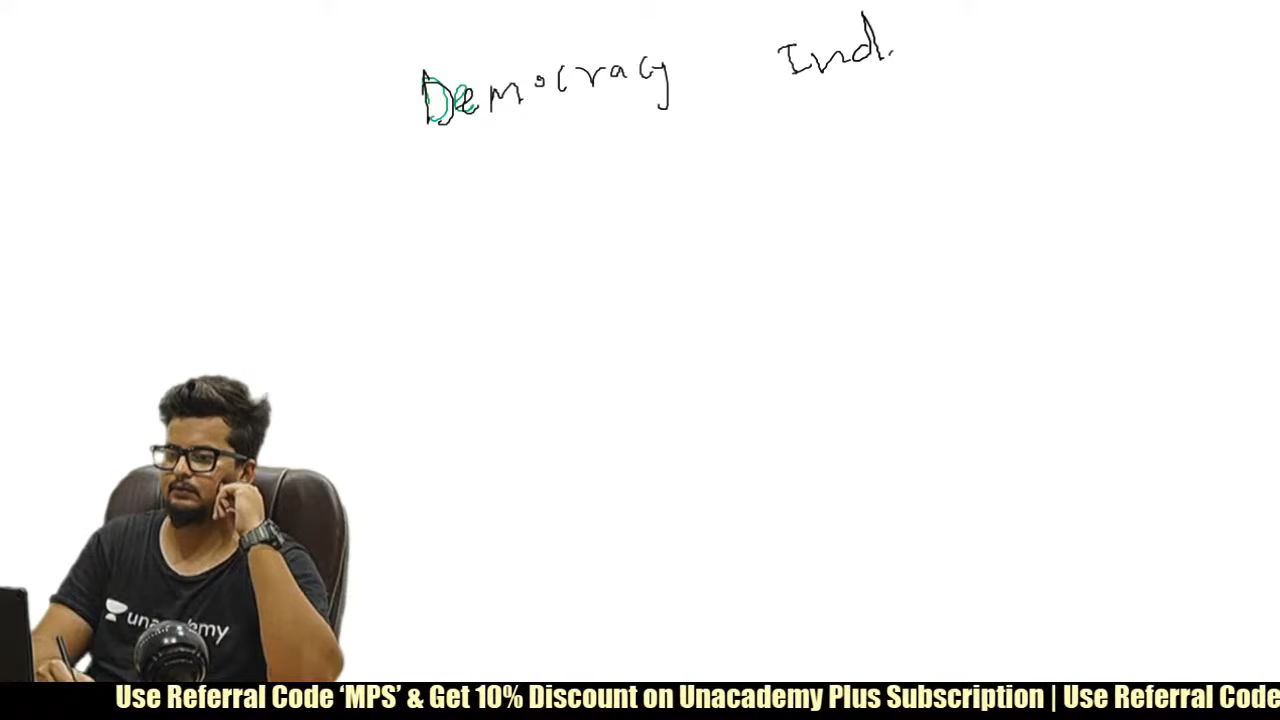 Democracy Ind.
unacademy
Use Referral Code ‘MPS’ & Get 10% Discount on Unacademy Plus Subscription | Use Referral Code